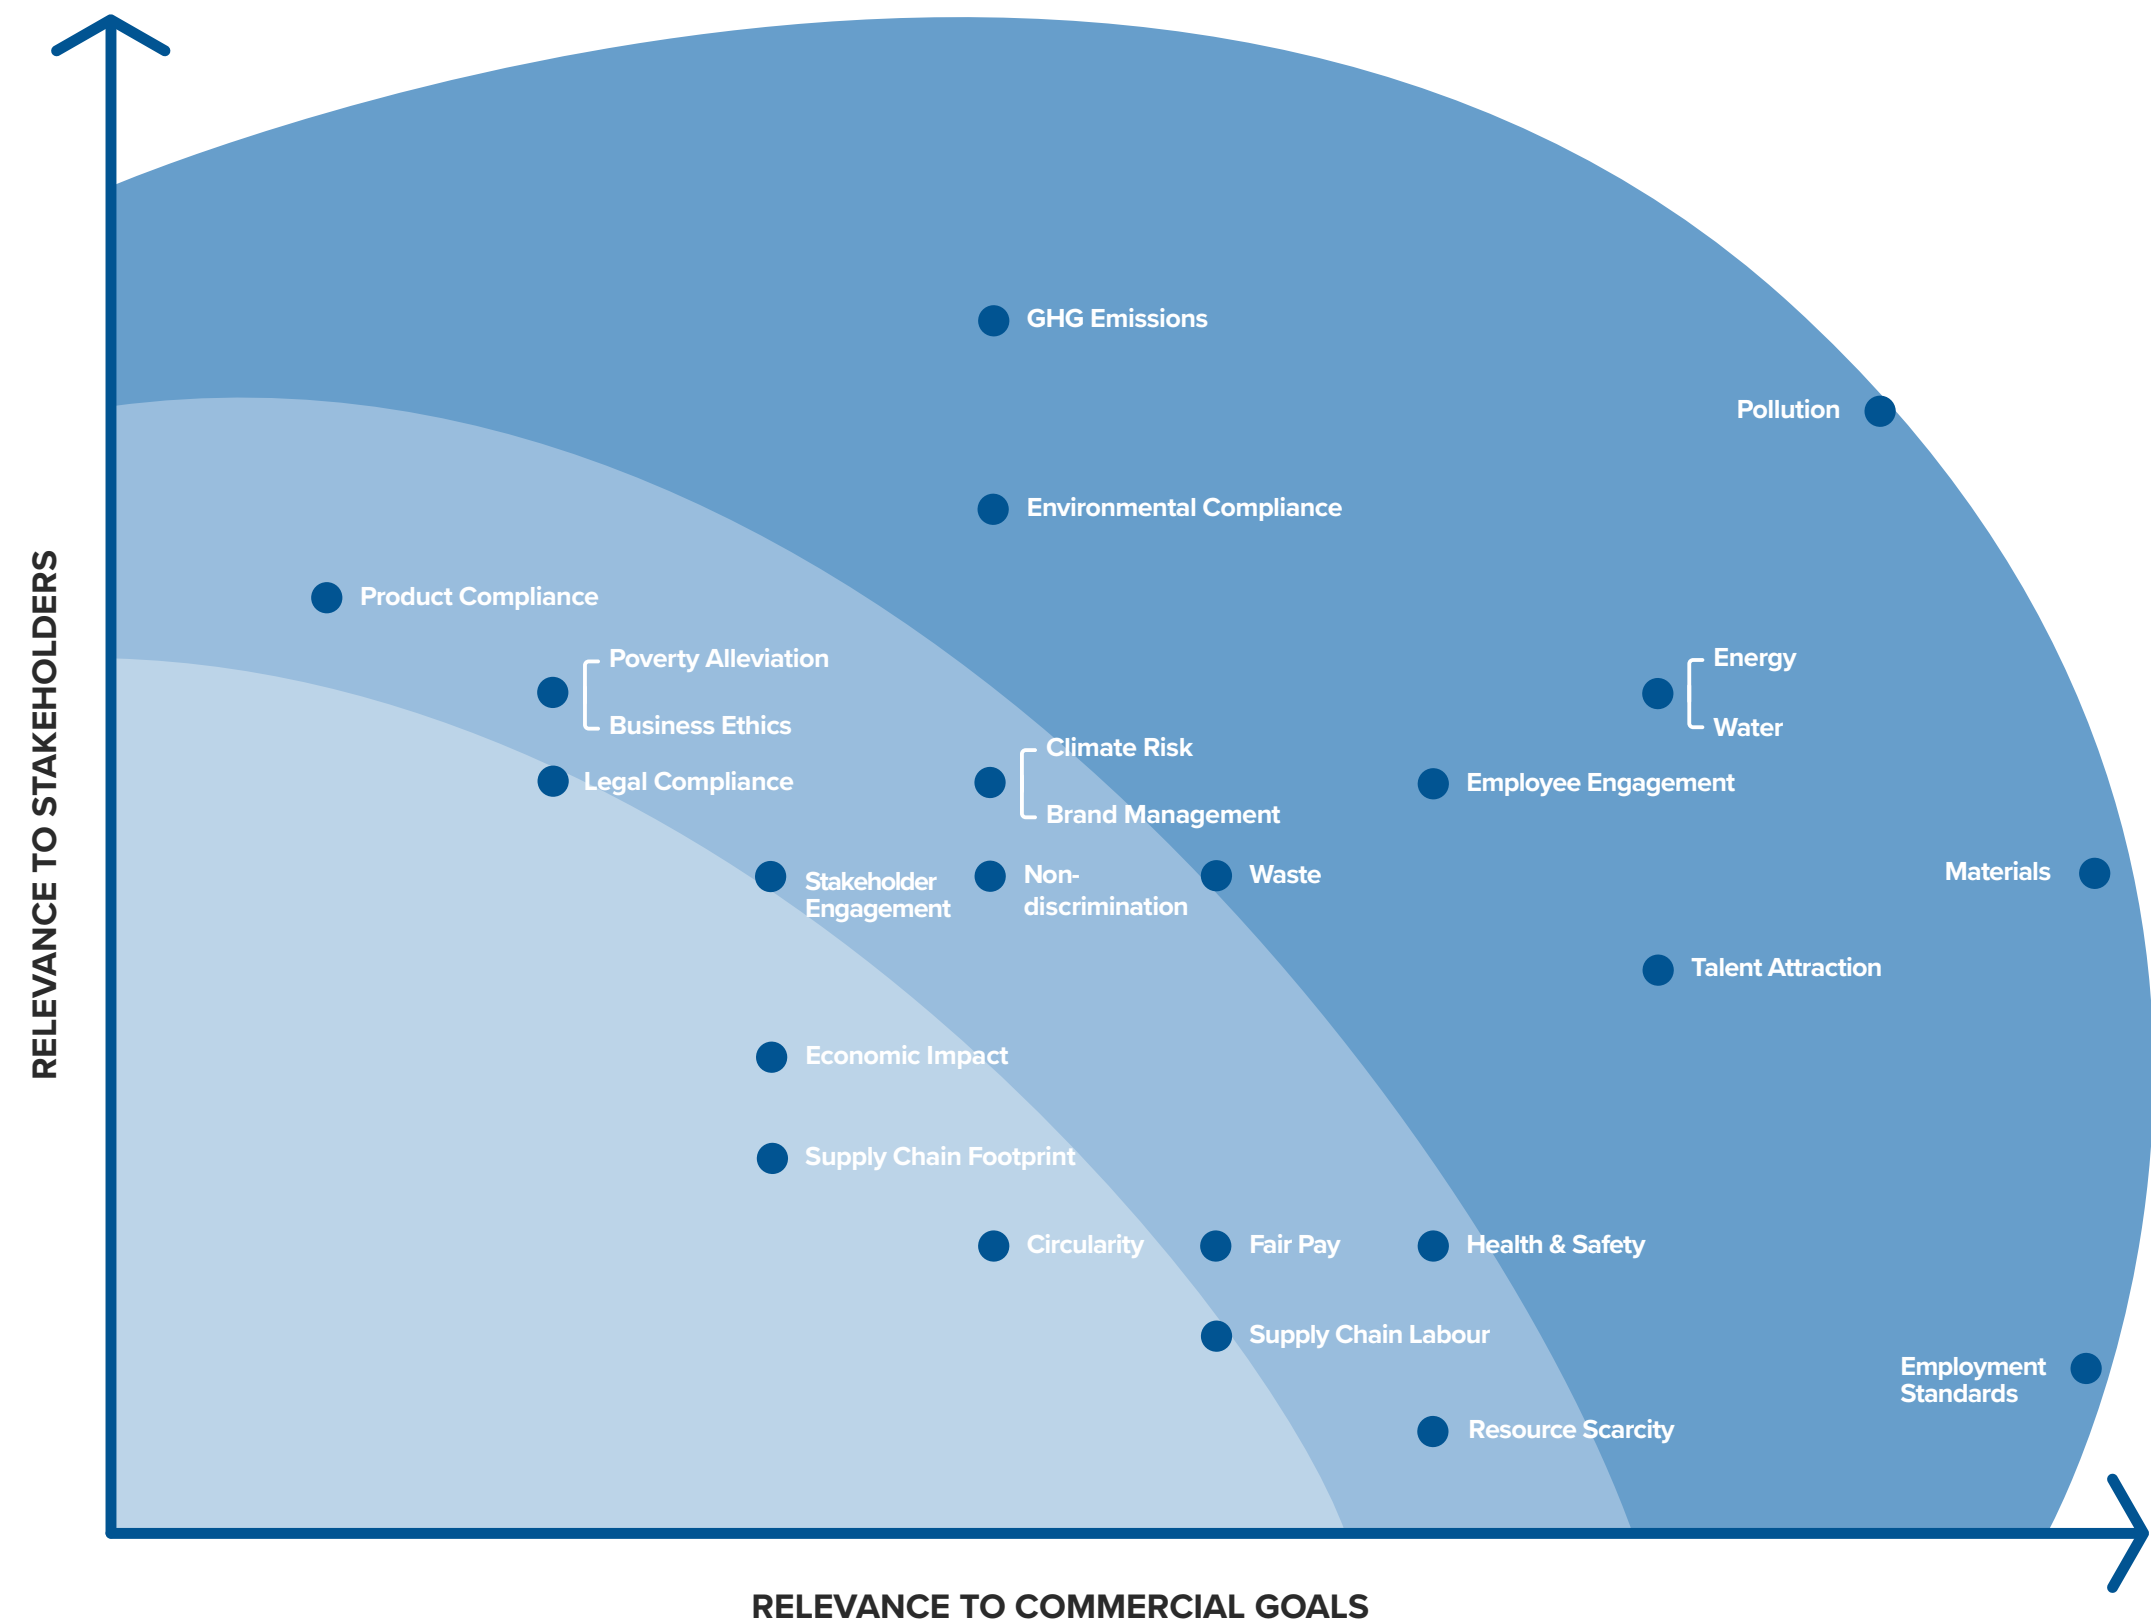 RELEVANCE TO STAKEHOLDERS
GHG Emissions
Pollution
Environmental Compliance
Product Compliance
Poverty Alleviation
Business Ethics
Energy
Water
Legal Compliance
Climate Risk
Brand Management
Employee Engagement
Stakeholder
Engagement
Non-
discrimination
Waste
Materials
Talent Attraction
Economic Impact
Supply Chain Footprint
Circularity
Fair Pay
Health & Safety
Supply Chain Labour
Employment
Standards
Resource Scarcity
RELEVANCE TO COMMERCIAL GOALS